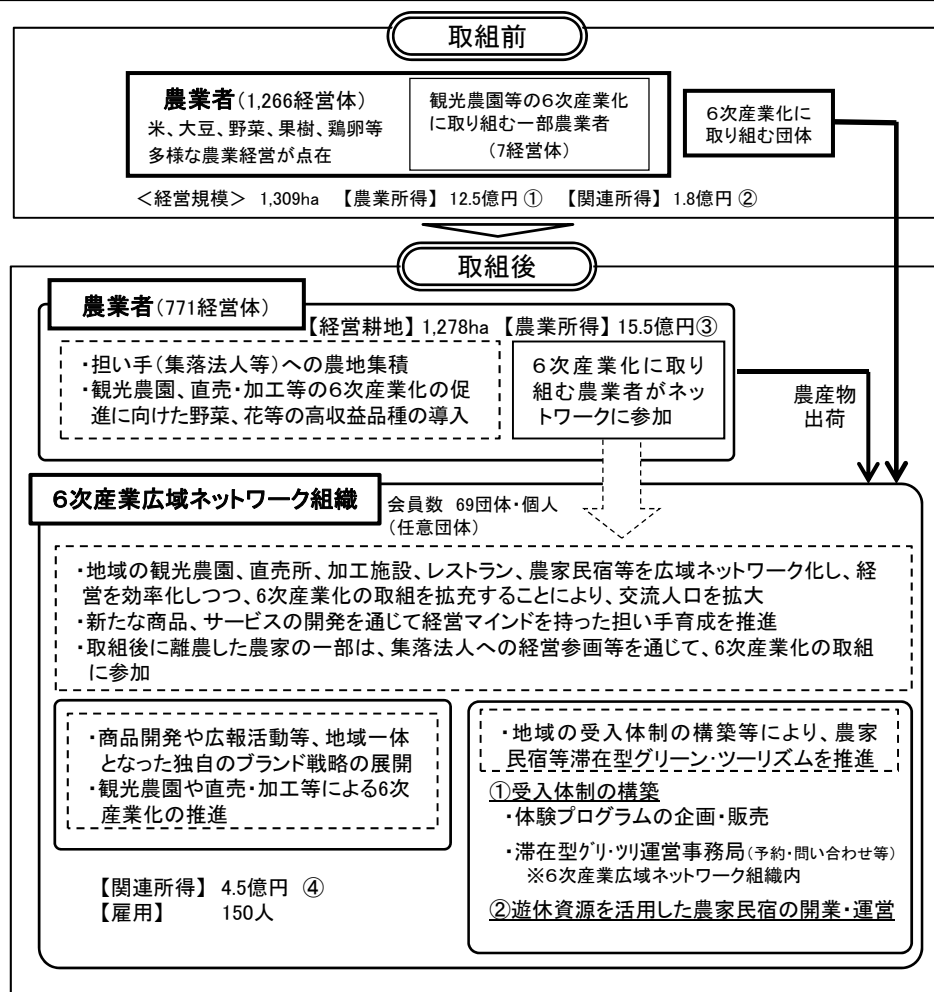 取組前
農業者(1,266経営体)
米、大豆、野菜、果樹、鶏卵等
多様な農業経営が点在
観光農園等の6次産業化
に取り組む一部農業者
(7経営体)
6次産業化に
取り組む団体
＜経営規模＞ 1,309ha 【農業所得】 12.5億円 ① 【関連所得】 1.8億円 ②
取組後
農業者(771経営体)
【経営耕地】 1,278ha 【農業所得】 15.5億円③
・担い手(集落法人等)への農地集積
・観光農園、直売・加工等の6次産業化の促
進に向けた野菜、花等の高収益品種の導入
6次産業化に取り
組む農業者がネッ
トワークに参加
農産物
出荷
6次産業広域ネットワーク組織
会員数 69団体・個人
(任意団体)
・地域の観光農園、直売所、加工施設、レストラン、農家民宿等を広域ネットワーク化し、経
営を効率化しつつ、6次産業化の取組を拡充することにより、交流人口を拡大
・新たな商品、サービスの開発を通じて経営マインドを持った担い手育成を推進
・取組後に離農した農家の一部は、集落法人への経営参画等を通じて、6次産業化の取組
に参加
・商品開発や広報活動等、地域一体
となった独自のブランド戦略の展開
・観光農園や直売・加工等による6次
産業化の推進
【関連所得】 4.5億円 ④
【雇用】 150人
・地域の受入体制の構築等により、農家
民宿等滞在型グリーン・ツーリズムを推進
①受入体制の構築
・体験プログラムの企画・販売
・滞在型グリ・ツリ運営事務局(予約・問い合わせ等)
※6次産業広域ネットワーク組織内
②遊休資源を活用した農家民宿の開業・運営